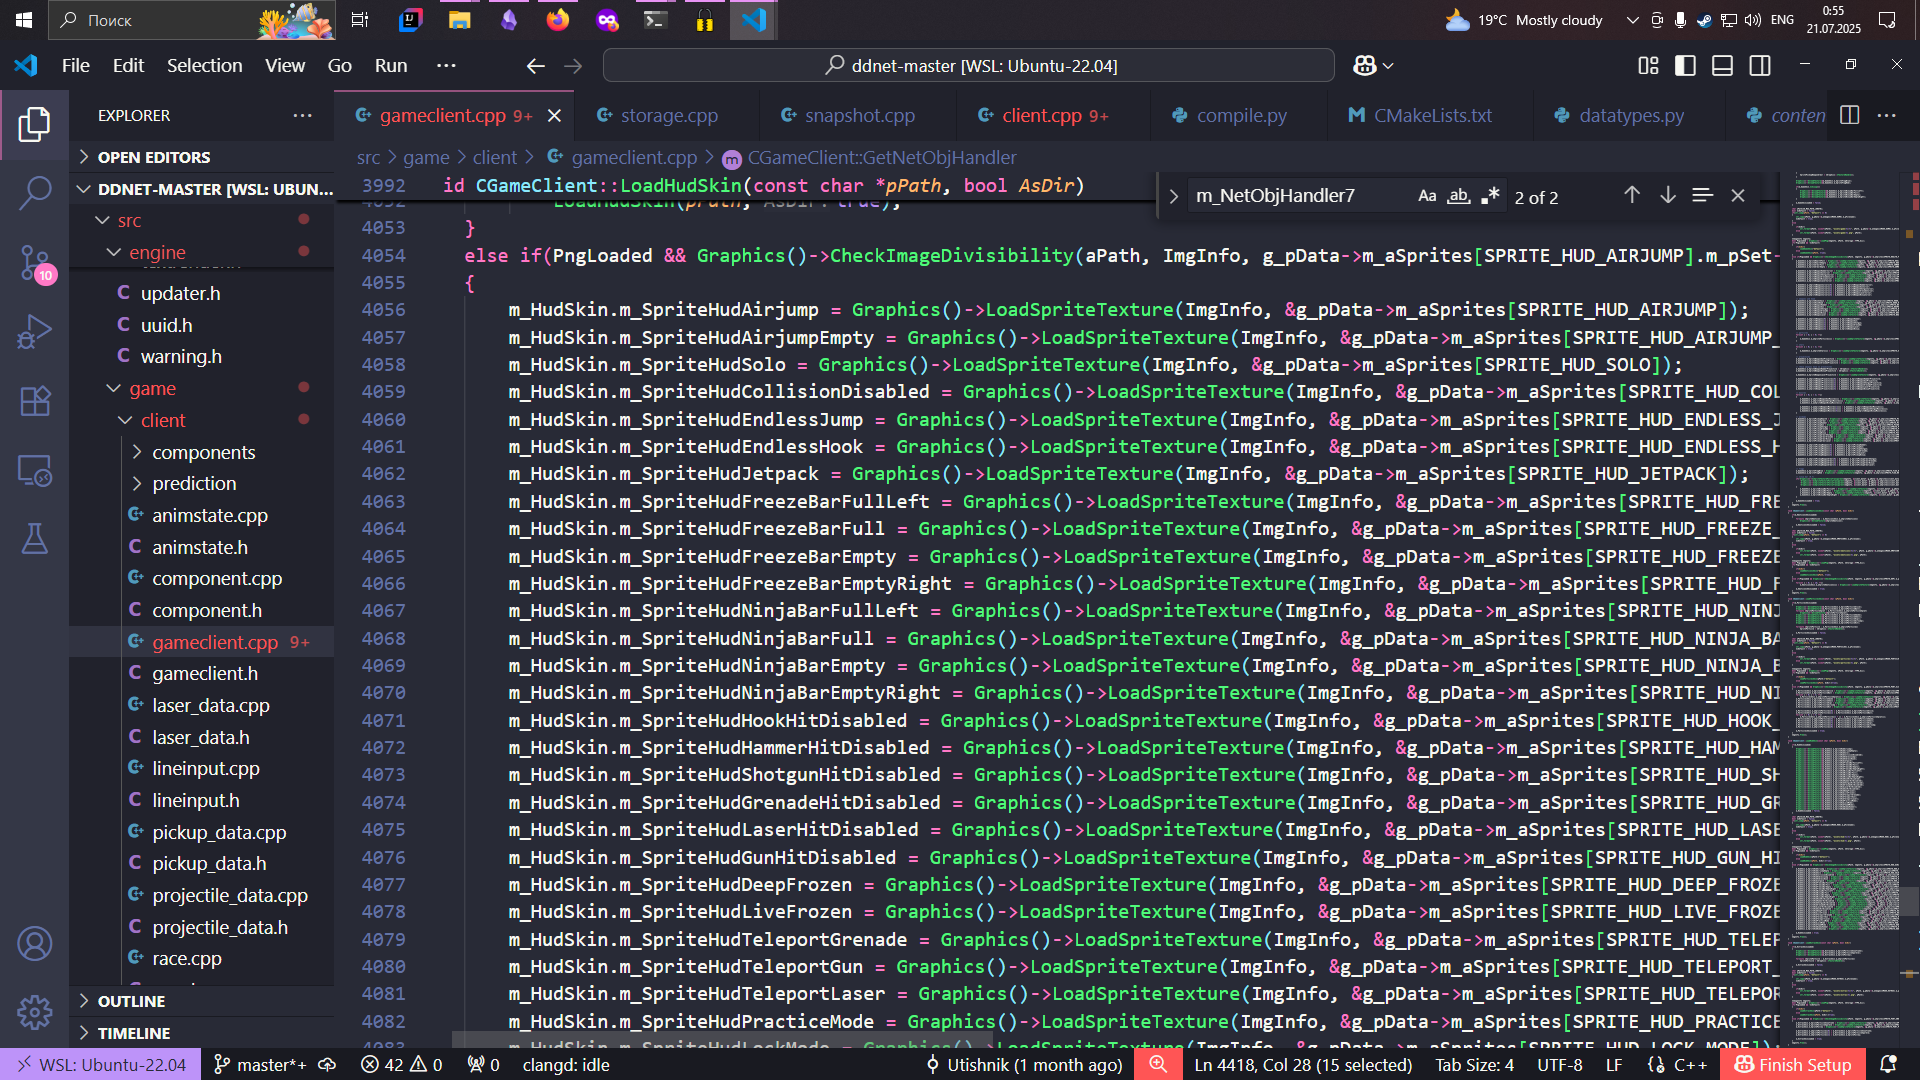 Поиск
19°C Mostly cloudy
ENG
0:55
21.07.2025
File Edit Selection View Go Run ···
ddnet-master [WSL: Ubuntu-22.04]
EXPLORER
gameclient.cpp 9+
storage.cpp
snapshot.cpp
client.cpp 9+
compile.py
CMakeLists.txt
datatypes.py
conten
src > game > client > gameclient.cpp > CGameClient::GetNetObjHandler
OPEN EDITORS
DDNET-MASTER [WSL: UBUN...
src
engine
updater.h
uuid.h
warning.h
game
client
components
prediction
animstate.cpp
animstate.h
component.cpp
component.h
gameclient.cpp 9+
gameclient.h
laser_data.cpp
laser_data.h
lineinput.cpp
lineinput.h
pickup_data.cpp
pickup_data.h
projectile_data.cpp
projectile_data.h
race.cpp
OUTLINE
TIMELINE
10
m_NetObjHandler7
Aa ab .*
2 of 2
3992 id CGameClient::LoadHudSkin(const char *pPath, bool AsDir)
4052 LoadHudSkin(pPath, AsDir: true);
4053 }
4054 else if(PngLoaded && Graphics()->CheckImageDivisibility(aPath, ImgInfo, g_pData->m_aSprites[SPRITE_HUD_AIRJUMP].m_pSet-
4055 {
4056 m_HudSkin.m_SpriteHudAirjump = Graphics()->LoadSpriteTexture(ImgInfo, &g_pData->m_aSprites[SPRITE_HUD_AIRJUMP]);
4057 m_HudSkin.m_SpriteHudAirjumpEmpty = Graphics()->LoadSpriteTexture(ImgInfo, &g_pData->m_aSprites[SPRITE_HUD_AIRJUMP_
4058 m_HudSkin.m_SpriteHudSolo = Graphics()->LoadSpriteTexture(ImgInfo, &g_pData->m_aSprites[SPRITE_HUD_SOLO]);
4059 m_HudSkin.m_SpriteHudCollisionDisabled = Graphics()->LoadSpriteTexture(ImgInfo, &g_pData->m_aSprites[SPRITE_HUD_COL
4060 m_HudSkin.m_SpriteHudEndlessJump = Graphics()->LoadSpriteTexture(ImgInfo, &g_pData->m_aSprites[SPRITE_HUD_ENDLESS_J
4061 m_HudSkin.m_SpriteHudEndlessHook = Graphics()->LoadSpriteTexture(ImgInfo, &g_pData->m_aSprites[SPRITE_HUD_ENDLESS_H
4062 m_HudSkin.m_SpriteHudJetpack = Graphics()->LoadSpriteTexture(ImgInfo, &g_pData->m_aSprites[SPRITE_HUD_JETPACK]);
4063 m_HudSkin.m_SpriteHudFreezeBarFullLeft = Graphics()->LoadSpriteTexture(ImgInfo, &g_pData->m_aSprites[SPRITE_HUD_FRE
4064 m_HudSkin.m_SpriteHudFreezeBarFull = Graphics()->LoadSpriteTexture(ImgInfo, &g_pData->m_aSprites[SPRITE_HUD_FREEZE_
4065 m_HudSkin.m_SpriteHudFreezeBarEmpty = Graphics()->LoadSpriteTexture(ImgInfo, &g_pData->m_aSprites[SPRITE_HUD_FREEZE
4066 m_HudSkin.m_SpriteHudFreezeBarEmptyRight = Graphics()->LoadSpriteTexture(ImgInfo, &g_pData->m_aSprites[SPRITE_HUD_F
4067 m_HudSkin.m_SpriteHudNinjaBarFullLeft = Graphics()->LoadSpriteTexture(ImgInfo, &g_pData->m_aSprites[SPRITE_HUD_NINJ
4068 m_HudSkin.m_SpriteHudNinjaBarFull = Graphics()->LoadSpriteTexture(ImgInfo, &g_pData->m_aSprites[SPRITE_HUD_NINJA_BA
4069 m_HudSkin.m_SpriteHudNinjaBarEmpty = Graphics()->LoadSpriteTexture(ImgInfo, &g_pData->m_aSprites[SPRITE_HUD_NINJA_E
4070 m_HudSkin.m_SpriteHudNinjaBarEmptyRight = Graphics()->LoadSpriteTexture(ImgInfo, &g_pData->m_aSprites[SPRITE_HUD_NI
4071 m_HudSkin.m_SpriteHudHookHitDisabled = Graphics()->LoadSpriteTexture(ImgInfo, &g_pData->m_aSprites[SPRITE_HUD_HOOK_
4072 m_HudSkin.m_SpriteHudHammerHitDisabled = Graphics()->LoadSpriteTexture(ImgInfo, &g_pData->m_aSprites[SPRITE_HUD_HAM
4073 m_HudSkin.m_SpriteHudShotgunHitDisabled = Graphics()->LoadSpriteTexture(ImgInfo, &g_pData->m_aSprites[SPRITE_HUD_SH
4074 m_HudSkin.m_SpriteHudGrenadeHitDisabled = Graphics()->LoadSpriteTexture(ImgInfo, &g_pData->m_aSprites[SPRITE_HUD_GR
4075 m_HudSkin.m_SpriteHudLaserHitDisabled = Graphics()->LoadSpriteTexture(ImgInfo, &g_pData->m_aSprites[SPRITE_HUD_LASE
4076 m_HudSkin.m_SpriteHudGunHitDisabled = Graphics()->LoadSpriteTexture(ImgInfo, &g_pData->m_aSprites[SPRITE_HUD_GUN_HI
4077 m_HudSkin.m_SpriteHudDeepFrozen = Graphics()->LoadSpriteTexture(ImgInfo, &g_pData->m_aSprites[SPRITE_HUD_DEEP_FROZE
4078 m_HudSkin.m_SpriteHudLiveFrozen = Graphics()->LoadSpriteTexture(ImgInfo, &g_pData->m_aSprites[SPRITE_HUD_LIVE_FROZE
4079 m_HudSkin.m_SpriteHudTeleportGrenade = Graphics()->LoadSpriteTexture(ImgInfo, &g_pData->m_aSprites[SPRITE_HUD_TELEP
4080 m_HudSkin.m_SpriteHudTeleportGun = Graphics()->LoadSpriteTexture(ImgInfo, &g_pData->m_aSprites[SPRITE_HUD_TELEPORT_
4081 m_HudSkin.m_SpriteHudTeleportLaser = Graphics()->LoadSpriteTexture(ImgInfo, &g_pData->m_aSprites[SPRITE_HUD_TELEPOR
4082 m_HudSkin.m_SpriteHudPracticeMode = Graphics()->LoadSpriteTexture(ImgInfo, &g_pData->m_aSprites[SPRITE_HUD_PRACTICE
4083 m_HudSkin.m_SpriteHudLockMode = Graphics()->LoadSpriteTexture(ImgInfo, &g_pData->m_aSprites[SPRITE_HUD_LOCK_MODE]);
WSL: Ubuntu-22.04
master*+
42 0
0
clangd: idle
Utishnik (1 month ago)
Ln 4418, Col 28 (15 selected)
Tab Size: 4
UTF-8
LF
{} C++
Finish Setup